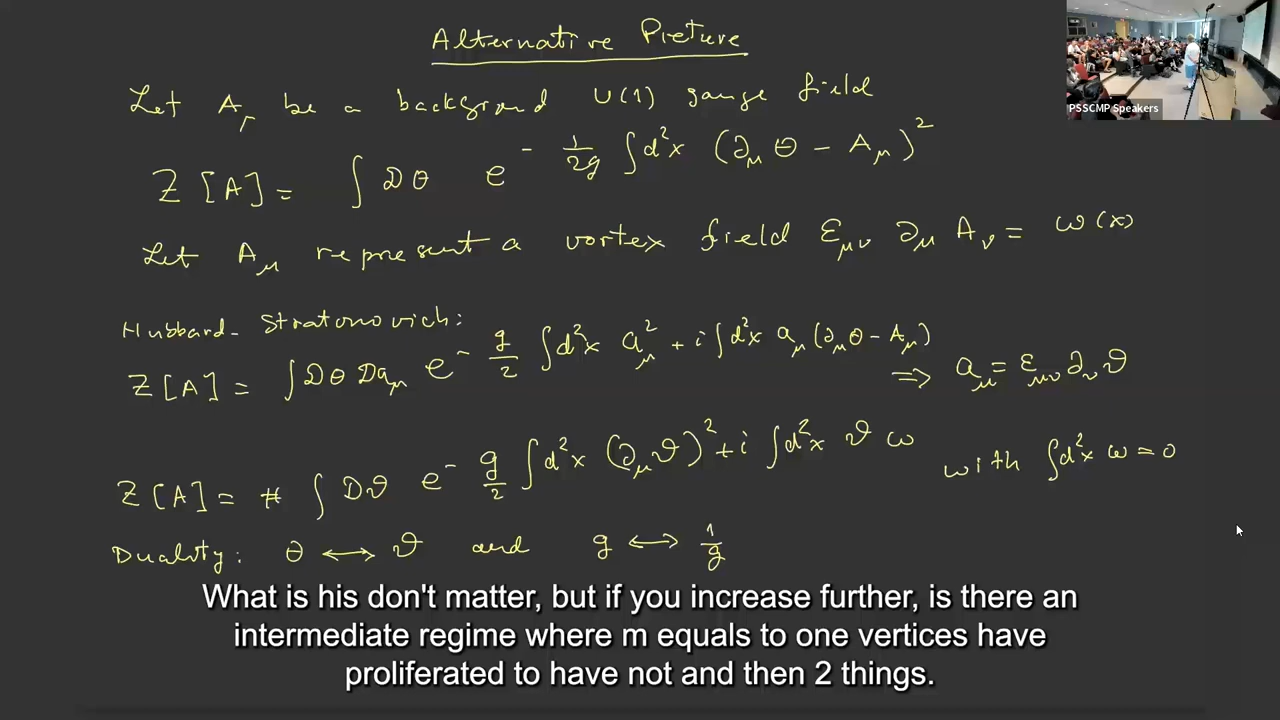 Alternative Picture
PSSCMP Speakers
Let A_μ be a background U(1) gauge field
Z[A] = ∫ Dθ e^{- 1/2g ∫d²x (∂_μ θ - A_μ)²}
Let A_μ represent a vortex field ε_μν ∂_μ A_ν = ω(x)
Hubbard-Stratonovich:
Z[A] = ∫ Dθ Da_μ e^{- g/2 ∫d²x a_μ² + i ∫d²x a_μ (∂_μ θ - A_μ)} ⇒ a_μ = ε_μν ∂_ν ϑ
Z[A] = # ∫ Dϑ e^{- g/2 ∫d²x (∂_μ ϑ)² + i ∫d²x ϑ ω} with ∫d²x ω = 0
Duality: θ ↔ ϑ and g ↔ 1/g
What is his don't matter, but if you increase further, is there an
intermediate regime where m equals to one vertices have
proliferated to have not and then 2 things.